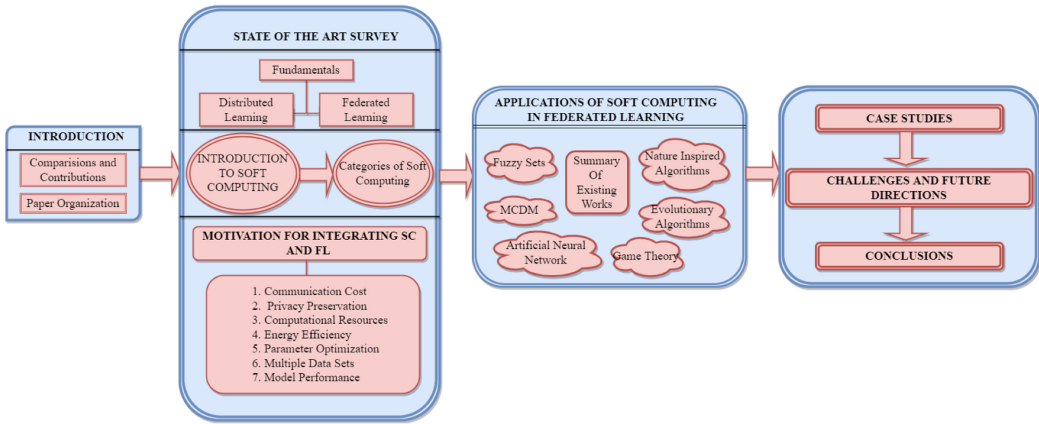 INTRODUCTION
Comparisions and
Contributions
Paper Organization
STATE OF THE ART SURVEY
Fundamentals
Distributed
Learning
Federated
Learning
INTRODUCTION
TO SOFT
COMPUTING
Categories of Soft
Computing
MOTIVATION FOR INTEGRATING SC
AND FL
1. Communication Cost
2. Privacy Preservation
3. Computational Resources
4. Energy Efficiency
5. Parameter Optimization
6. Multiple Data Sets
7. Model Performance
APPLICATIONS OF SOFT COMPUTING
IN FEDERATED LEARNING
Fuzzy Sets
Summary
Of
Existing
Works
Nature Inspired
Algorithms
MCDM
Evolutionary
Algorithms
Artificial Neural
Network
Game Theory
CASE STUDIES
CHALLENGES AND FUTURE
DIRECTIONS
CONCLUSIONS